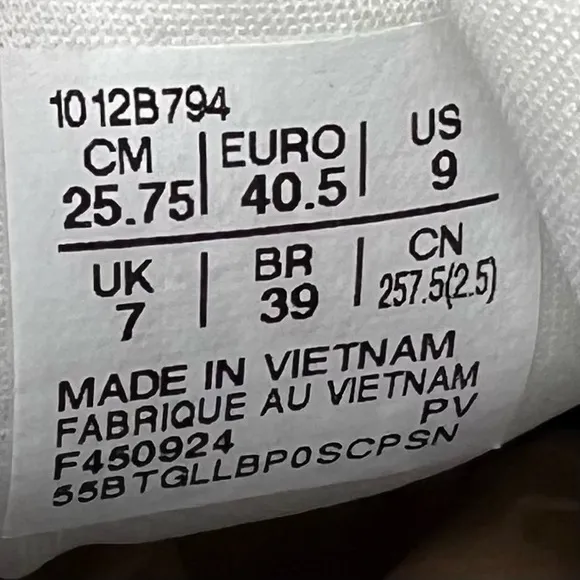 1012B794
CM | EURO | US
25.75 | 40.5 | 9
UK | BR | CN
7 | 39 | 257.5(2.5)
MADE IN VIETNAM
FABRIQUE AU VIETNAM
F450924 PV
55BTGLLBP0SCPSN